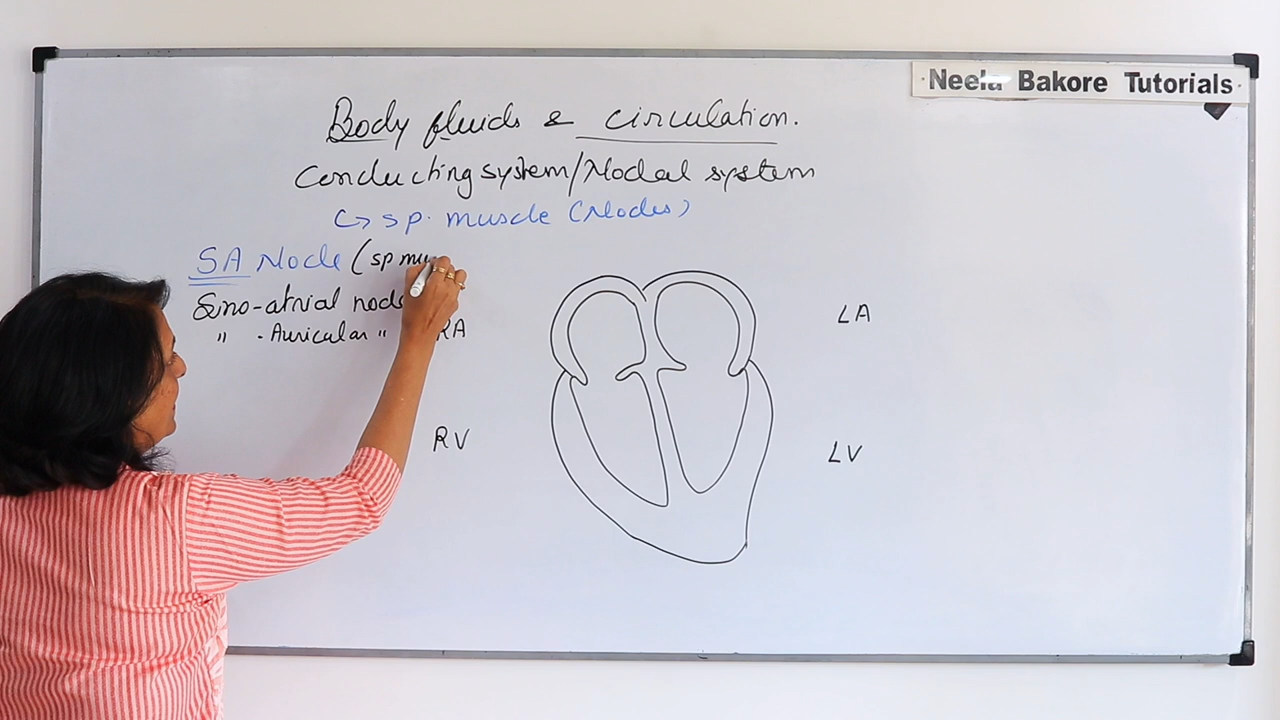 Neela Bakore Tutorials
Body fluids & circulation.
Conducting system/Nodal system
↳ sp. muscle (Nodes)
SA Node (sp mu
Sino-atrial node
" - Auricular "
RA
LA
RV
LV